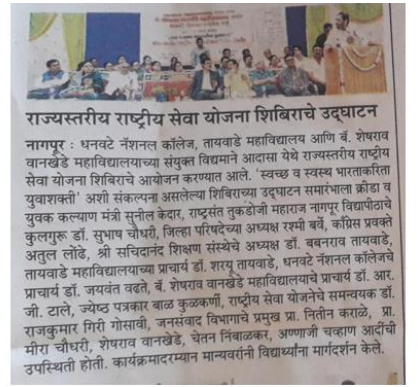 राज्यस्तरीय राष्ट्रीय सेवा योजना शिबिराचे उद्‌घाटन
नागपूर : धनवटे नॅशनल कॉलेज, तायवाडे महाविद्यालय आणि बॅ. शेषराव
वानखेडे महाविद्यालयाच्या संयुक्त विद्यमाने आदासा येथे राज्यस्तरीय राष्ट्रीय
सेवा योजना शिबिराचे आयोजन करण्यात आले. 'स्वच्छ व स्वस्थ भारताकरिता
युवाशक्ती' अशी संकल्पना असलेल्या शिबिराच्या उद्‌घाटन समारंभाला क्रीडा व
युवक कल्याण मंत्री सुनील केदार, राष्ट्रसंत तुकडोजी महाराज नागपूर विद्यापीठाचे
कुलगुरू डॉ. सुभाष चौधरी, जिल्हा परिषदेच्या अध्यक्ष रश्मी बर्वे, काँग्रेस प्रवक्ते
अतुल लोंढे, श्री सचिदानंद शिक्षण संस्थेचे अध्यक्ष डॉ. बबनराव तायवाडे,
तायवाडे महाविद्यालयाच्या प्राचार्य डॉ. शरयू तायवाडे, धनवटे नॅशनल कॉलेजचे
प्राचार्य डॉ. जयवंत वढते, बॅ. शेषराव वानखेडे महाविद्यालयाचे प्राचार्य डॉ. आर.
जी. टाले, ज्येष्ठ पत्रकार बाळ कुळकर्णी, राष्ट्रीय सेवा योजनेचे समन्वयक डॉ.
राजकुमार गिरी गोसावी, जनसंवाद विभागाचे प्रमुख प्रा. नितीन कराळे, प्रा.
मीरा चौधरी, शेषराव वानखेडे, चेतन निंबाळकर, अण्णाजी चव्हाण आदींची
उपस्थिती होती. कार्यक्रमादरम्यान मान्यवरांनी विद्यार्थ्यांना मार्गदर्शन केले.